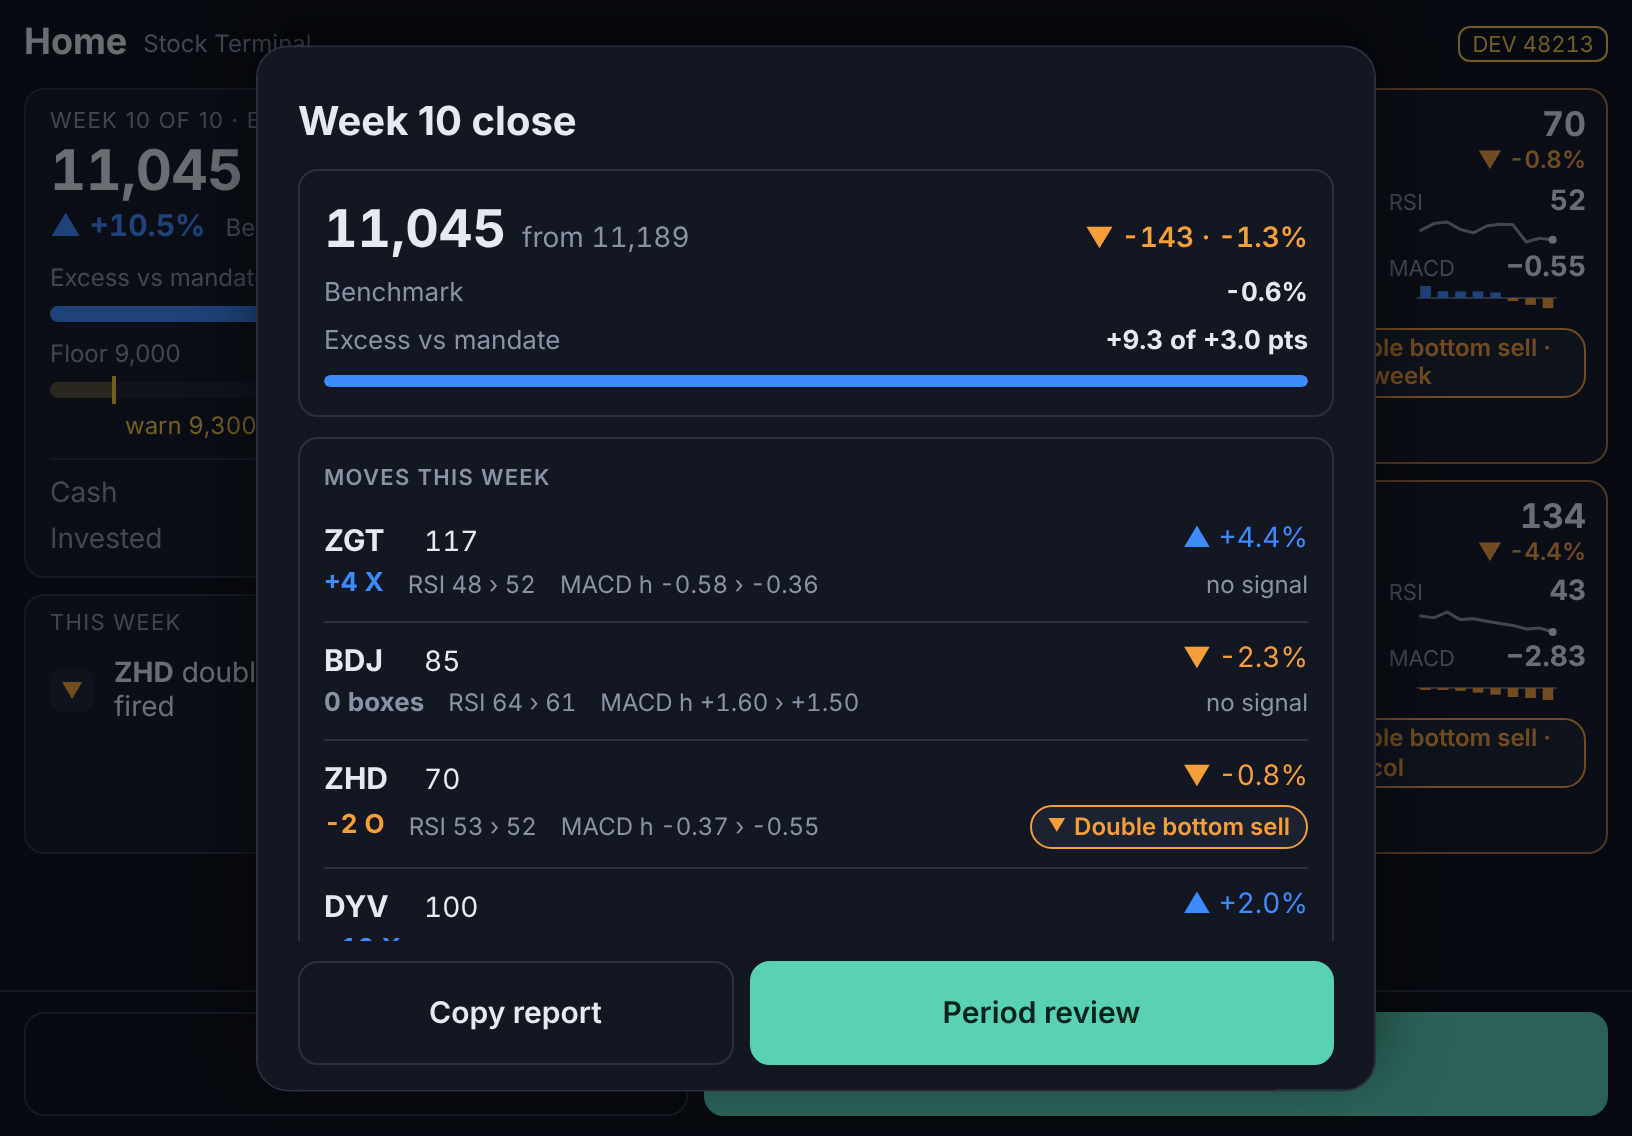 Home Stock Terminal
DEV 48213
WEEK 10 OF 10 ·
11,045
▲ +10.5%
Excess vs
Floor 9,000
warn 9,300
Cash
Invested
THIS WEEK
ZHD
fired
Week 10 close
11,045 from 11,189 ▼ -143 · -1.3%
Benchmark -0.6%
Excess vs mandate +9.3 of +3.0 pts
MOVES THIS WEEK
ZGT 117 ▲ +4.4%
+4 X RSI 48 › 52 MACD h -0.58 › -0.36 no signal
BDJ 85 ▼ -2.3%
0 boxes RSI 64 › 61 MACD h +1.60 › +1.50 no signal
ZHD 70 ▼ -0.8%
-2 O RSI 53 › 52 MACD h -0.37 › -0.55 ▼ Double bottom sell
DYV 100 ▲ +2.0%
Copy report
Period review
70
▼ -0.8%
RSI 52
MACD −0.55
bottom sell ·
week
134
▼ -4.4%
RSI 43
MACD −2.83
bottom sell ·
col